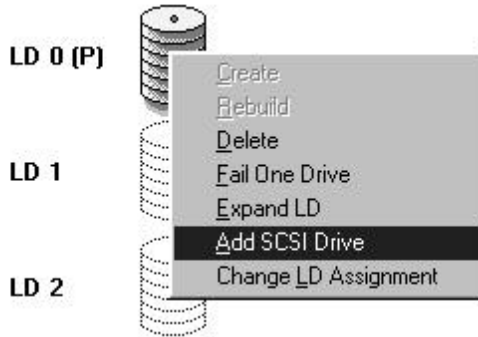 LD 0 (P)
Create
Rebuild
Delete
Fail One Drive
Expand LD
LD 1
Add SCSI Drive
Change LD Assignment
LD 2